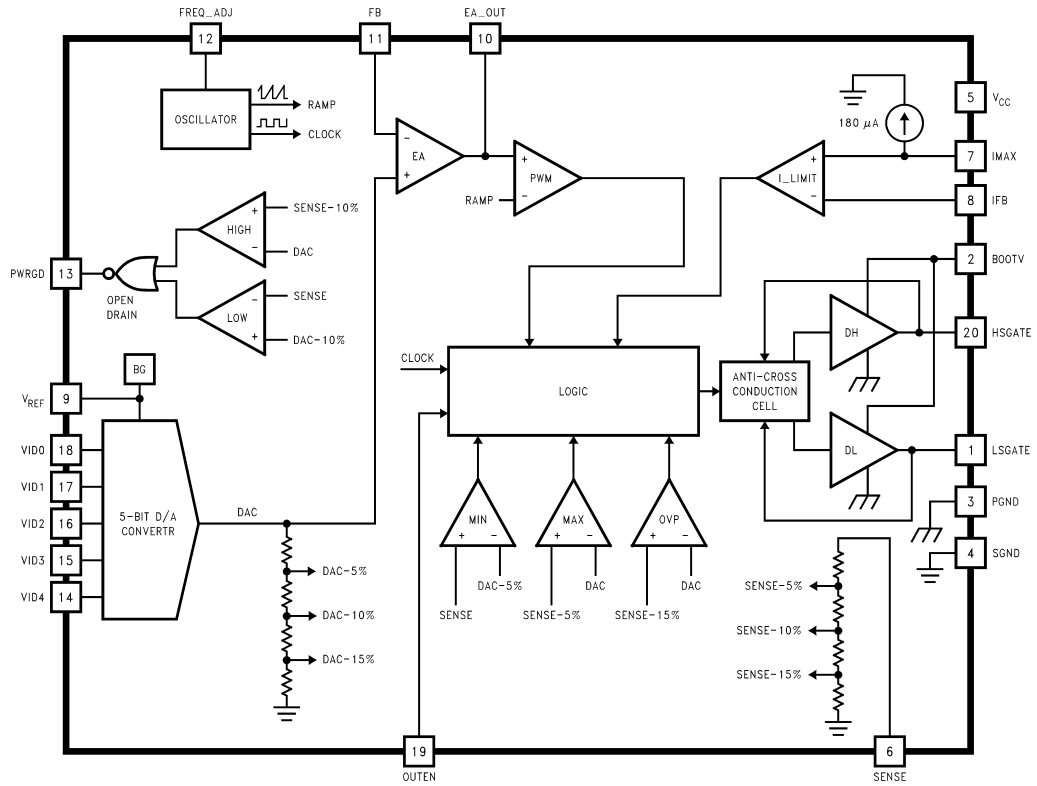 FREQ_ADJ
FB
EA_OUT
12
11
10
OSCILLATOR
RAMP
CLOCK
5
VCC
180 μA
-
EA
+
+
PWM
RAMP
-
+
I_LIMIT
-
7
IMAX
8
IFB
+
SENSE-10%
HIGH
-
DAC
2
BOOTV
PWRGD
13
OPEN
DRAIN
-
SENSE
LOW
+
DAC-10%
DH
20
HSGATE
CLOCK
LOGIC
ANTI-CROSS
CONDUCTION
CELL
BG
VREF
9
VID0
18
DL
1
LSGATE
VID1
17
VID2
16
5-BIT D/A
CONVERTR
DAC
VID3
15
VID4
14
MIN
+ -
MAX
+ -
OVP
+ -
3
PGND
4
SGND
DAC-5%
DAC-10%
DAC-15%
DAC-5%
DAC
DAC
SENSE
SENSE-5%
SENSE-15%
SENSE-5%
SENSE-10%
SENSE-15%
19
OUTEN
6
SENSE